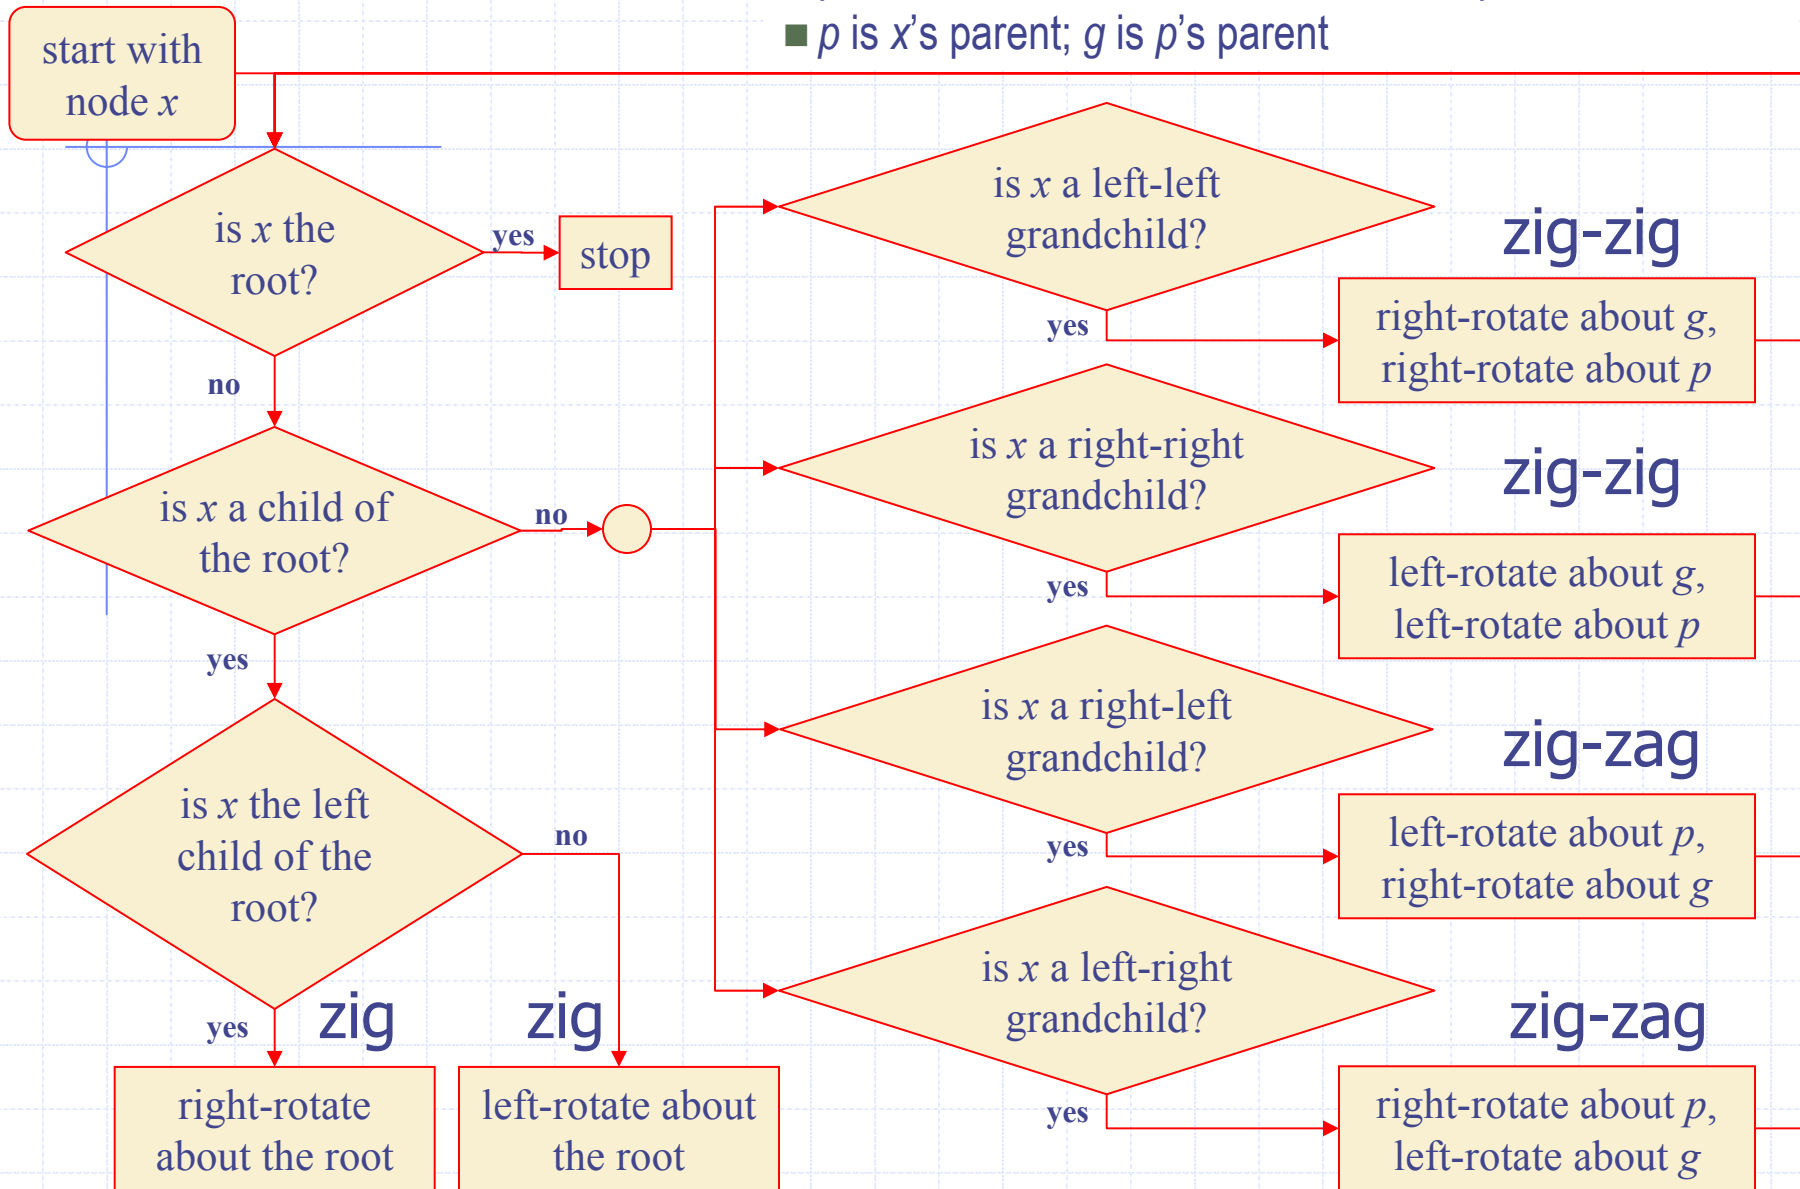 ■ p is x’s parent; g is p’s parent
start with
node x
is x the
root?
yes
stop
no
is x a child of
the root?
no
yes
is x the left
child of the
root?
no
yes
zig
zig
right-rotate
about the root
left-rotate about
the root
is x a left-left
grandchild?
zig-zig
yes
right-rotate about g,
right-rotate about p
is x a right-right
grandchild?
zig-zig
yes
left-rotate about g,
left-rotate about p
is x a right-left
grandchild?
zig-zag
yes
left-rotate about p,
right-rotate about g
is x a left-right
grandchild?
zig-zag
yes
right-rotate about p,
left-rotate about g